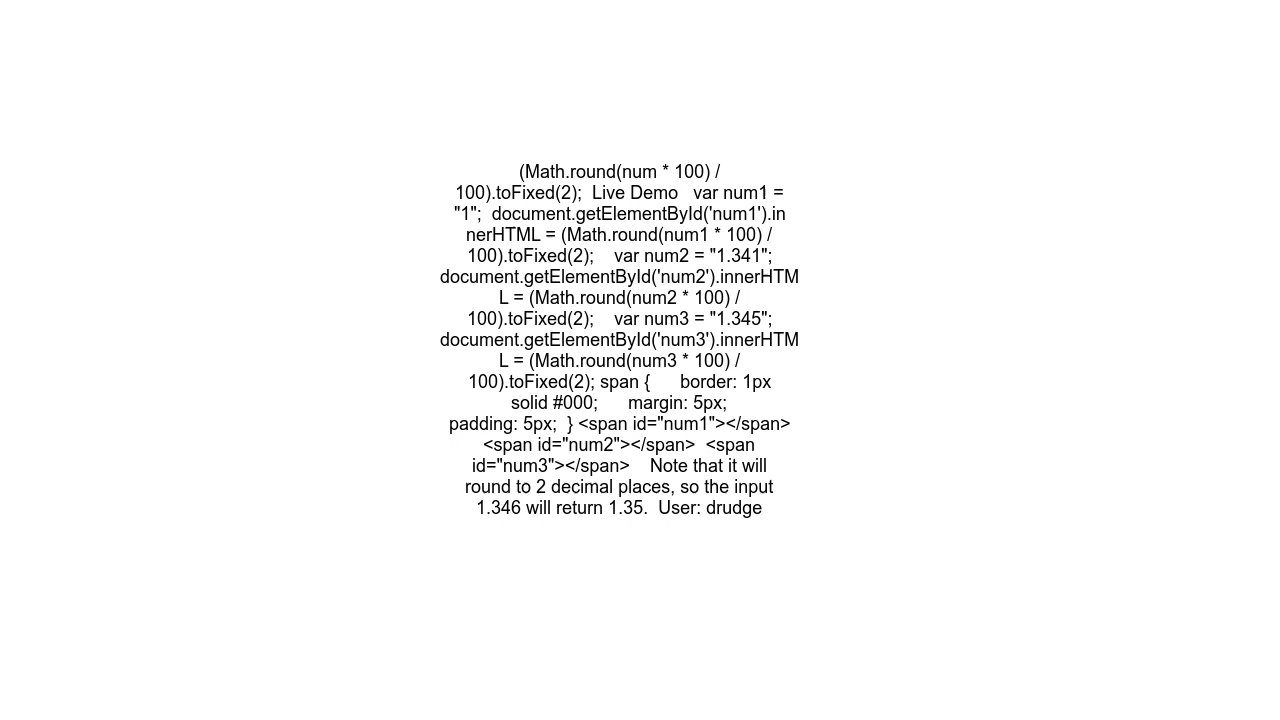 (Math.round(num * 100) /
100).toFixed(2);  Live Demo   var num1 =
"1";  document.getElementById('num1').in
nerHTML = (Math.round(num1 * 100) /
100).toFixed(2);    var num2 = "1.341";
document.getElementById('num2').innerHTM
L = (Math.round(num2 * 100) /
100).toFixed(2);    var num3 = "1.345";
document.getElementById('num3').innerHTM
L = (Math.round(num3 * 100) /
100).toFixed(2); span {      border: 1px
solid #000;      margin: 5px;
padding: 5px;  } <span id="num1"></span>
<span id="num2"></span>  <span
id="num3"></span>    Note that it will
round to 2 decimal places, so the input
1.346 will return 1.35.  User: drudge